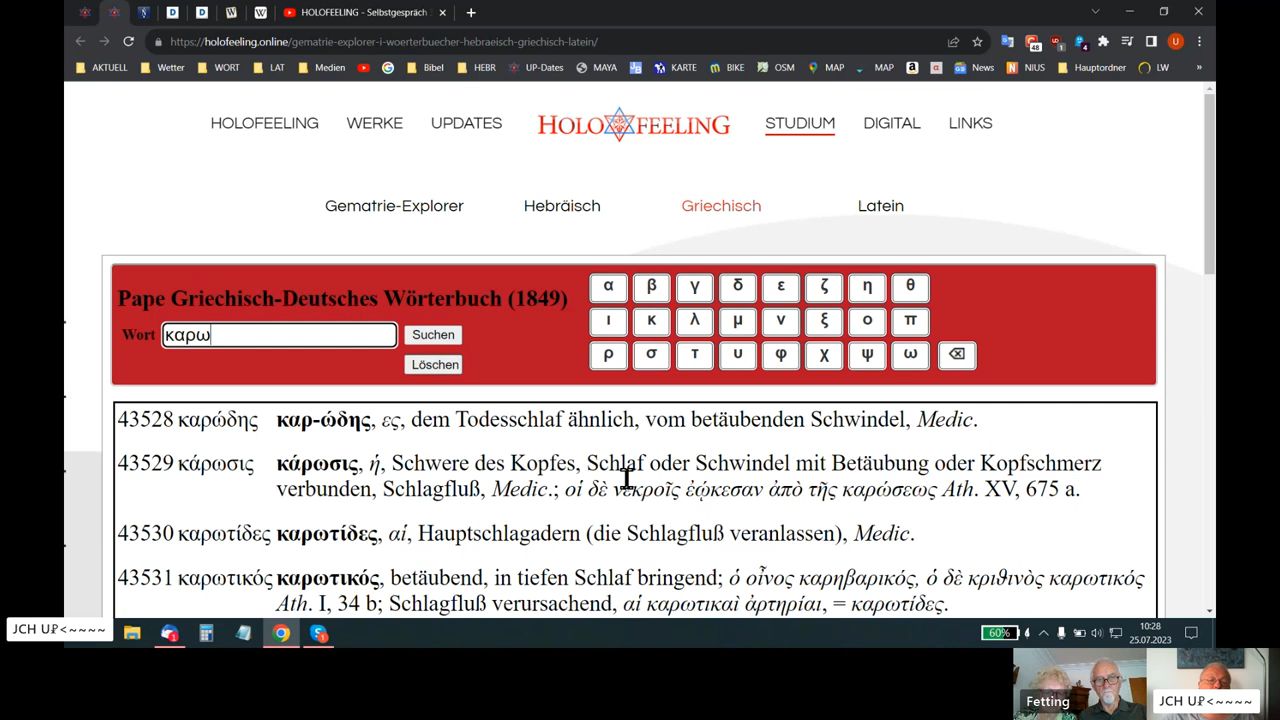 HOLOFEELING - Selbstgespräch
https://holofeeling.online/gematrie-explorer-i-woerterbuecher-hebraeisch-griechisch-latein/
AKTUELL Wetter WORT LAT Medien Bibel HEBR UP-Dates MAYA KARTE BIKE OSM MAP MAP News NIUS Hauptordner LW »
HOLOFEELING WERKE UPDATES HOLO FEELING STUDIUM DIGITAL LINKS
Gematrie-Explorer Hebräisch Griechisch Latein
α β γ δ ε ζ η θ
Pape Griechisch-Deutsches Wörterbuch (1849)
ι κ λ μ ν ξ ο π
Wort καρω Suchen
ρ σ τ υ φ χ ψ ω
Löschen
43528 καρώδης καρ-ώδης, ες, dem Todesschlaf ähnlich, vom betäubenden Schwindel, Medic.
43529 κάρωσις κάρωσις, ἡ, Schwere des Kopfes, Schlaf oder Schwindel mit Betäubung oder Kopfschmerz
verbunden, Schlagfluß, Medic.; οἱ δὲ νεκροῖς ἐῴκεσαν ἀπὸ τῆς καρώσεως Ath. XV, 675 a.
43530 καρωτίδες καρωτίδες, αἱ, Hauptschlagadern (die Schlagfluß veranlassen), Medic.
43531 καρωτικός καρωτικός, betäubend, in tiefen Schlaf bringend; ὁ οἶνος καρηβαρικός, ὁ δὲ κριθινὸς καρωτικός
Ath. I, 34 b; Schlagfluß verursachend, αἱ καρωτικαὶ ἀρτηρίαι, = καρωτίδες.
JCH UP<~~~~
60%
10:28
25.07.2023
Fetting
JCH UP<~~~~